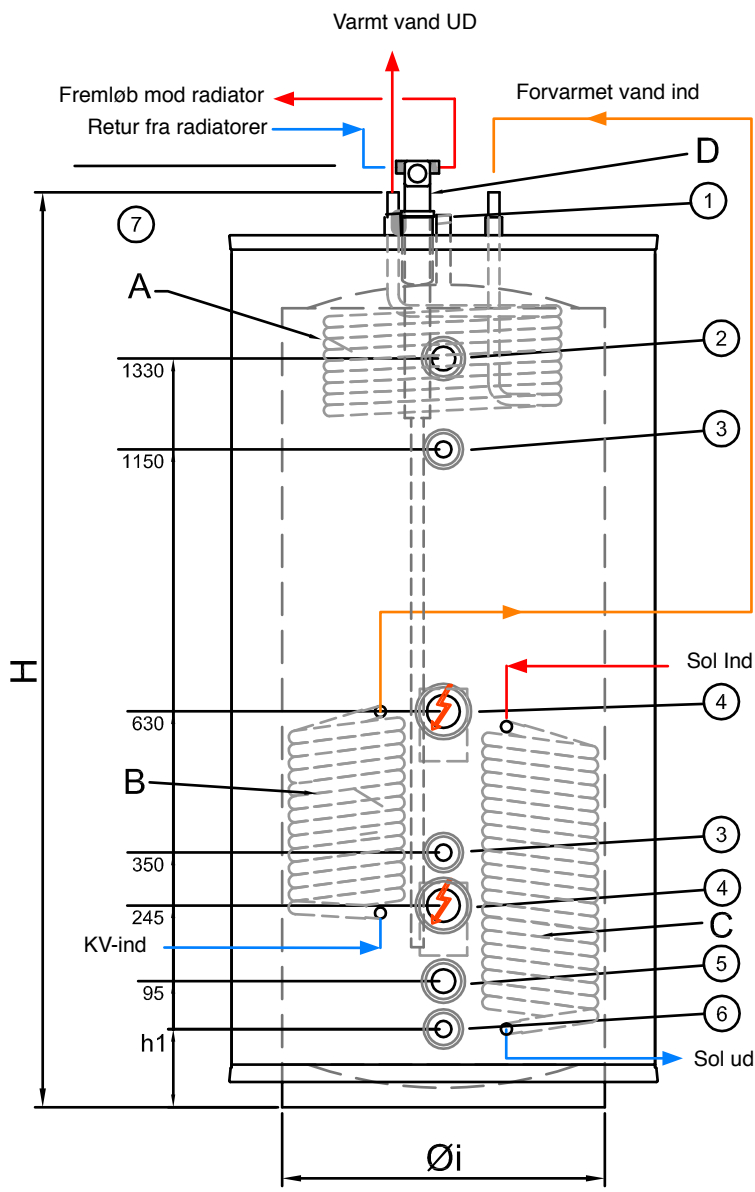 Varmt vand UD
Fremløb mod radiator
Forvarmet vand ind
Retur fra radiatorer
D
1
7
A
2
1330
3
1150
H
Sol Ind
4
630
B
3
350
4
245
C
KV-ind
5
95
6
h1
Sol ud
Øi